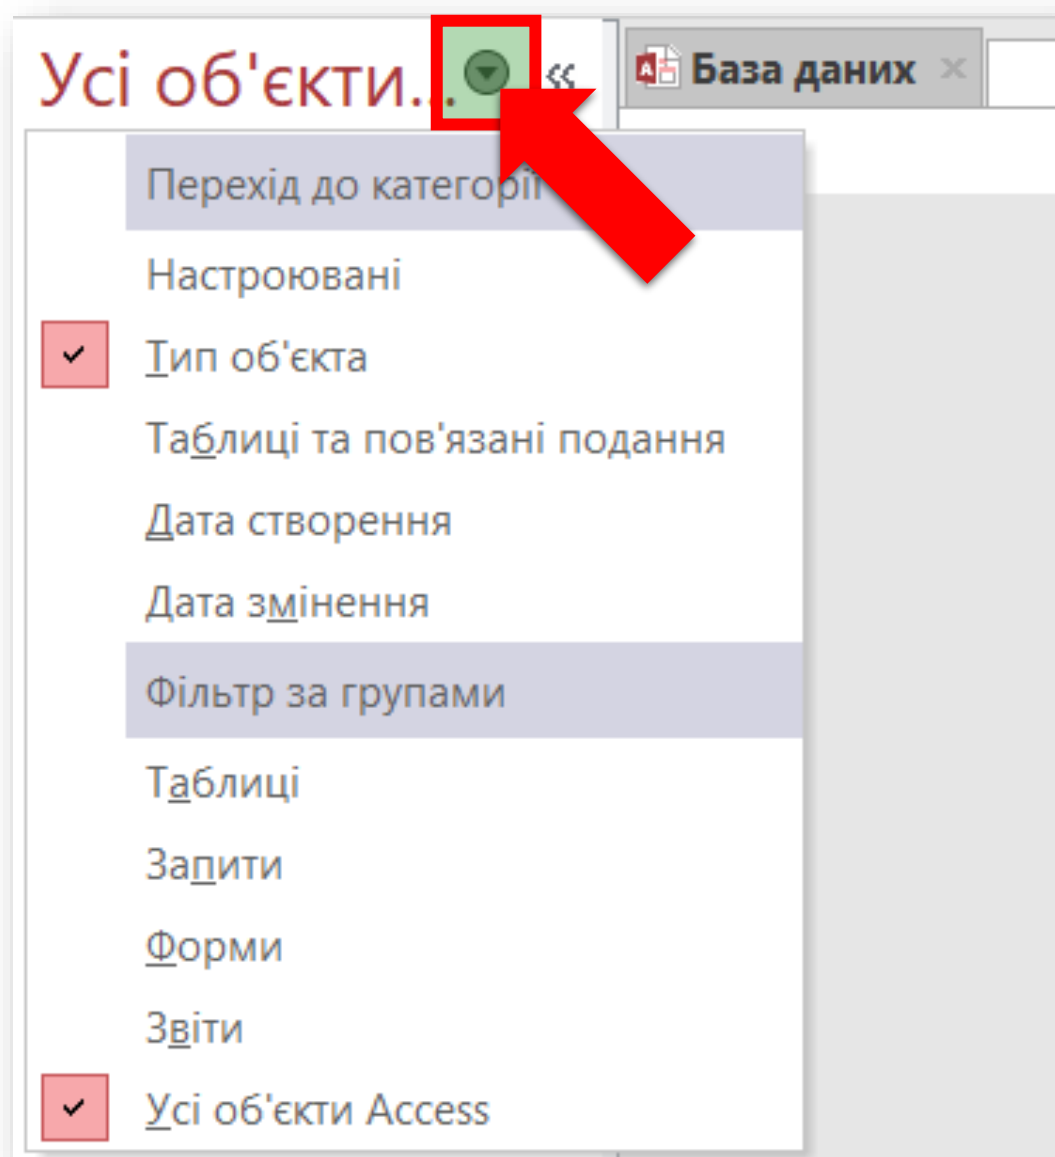 Усі об'єкти...
База даних
Перехід до категорії
Настроювані
Тип об'єкта
Таблиці та пов'язані подання
Дата створення
Дата змінення
Фільтр за групами
Таблиці
Запити
Форми
Звіти
Усі об'єкти Access